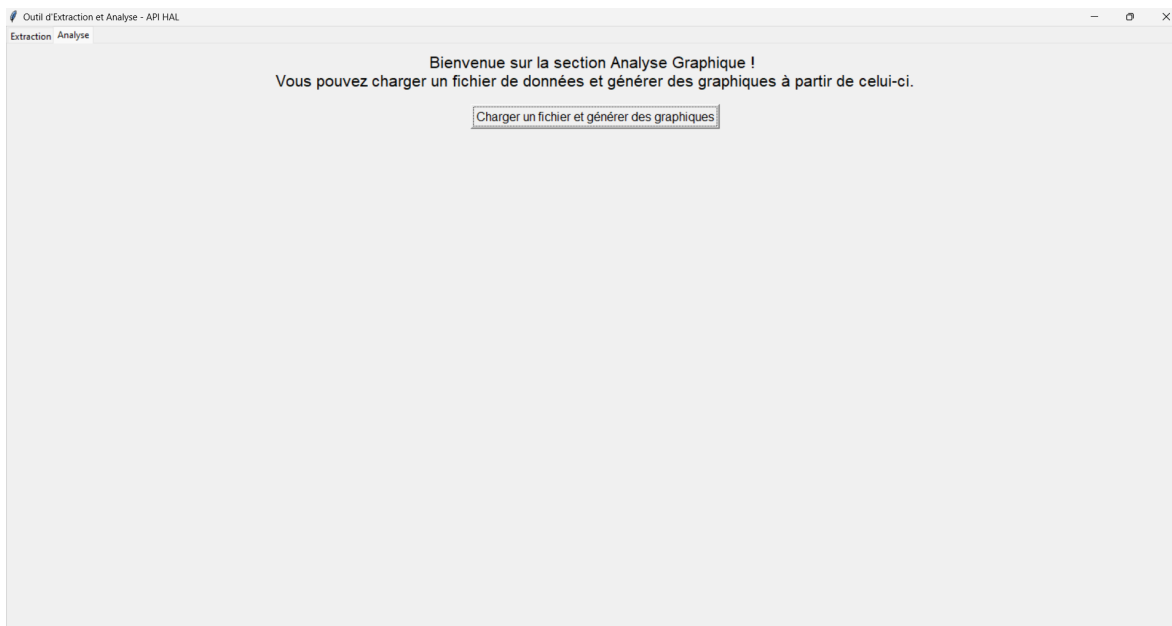 Outil d'Extraction et Analyse - API HAL
Extraction Analyse
Bienvenue sur la section Analyse Graphique !
Vous pouvez charger un fichier de données et générer des graphiques à partir de celui-ci.
Charger un fichier et générer des graphiques